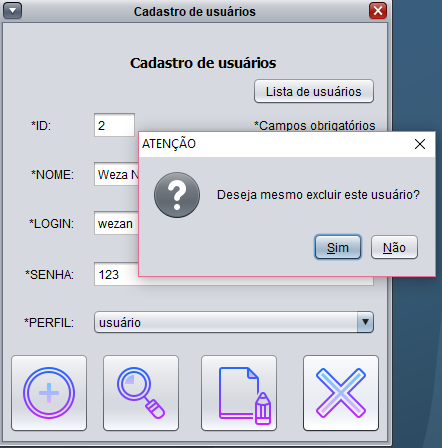 Cadastro de usuários
Cadastro de usuários
Lista de usuários
*ID: 2
*Campos obrigatórios
*NOME: Weza
*LOGIN: wezan
*SENHA: 123
*PERFIL: usuário
ATENÇÃO
Deseja mesmo excluir este usuário?
Sim Não